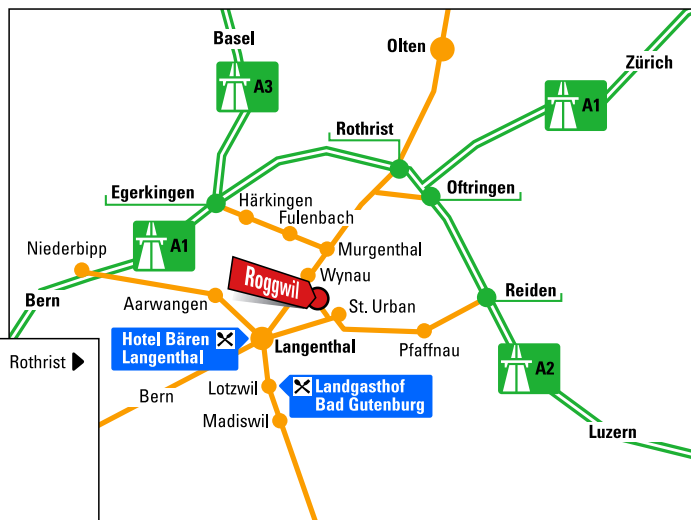 Basel
A3
Olten
Zürich
A1
Rothrist
Egerkingen
Oftringen
Härkingen
Fulenbach
Murgenthal
A1
Niederbipp
Wynau
Roggwil
Bern
Aarwangen
St. Urban
Reiden
Hotel Bären
Langenthal
Langenthal
Pfaffnau
Rothrist
A2
Bern
Lotzwil
Landgasthof
Bad Gutenburg
Madiswil
Luzern